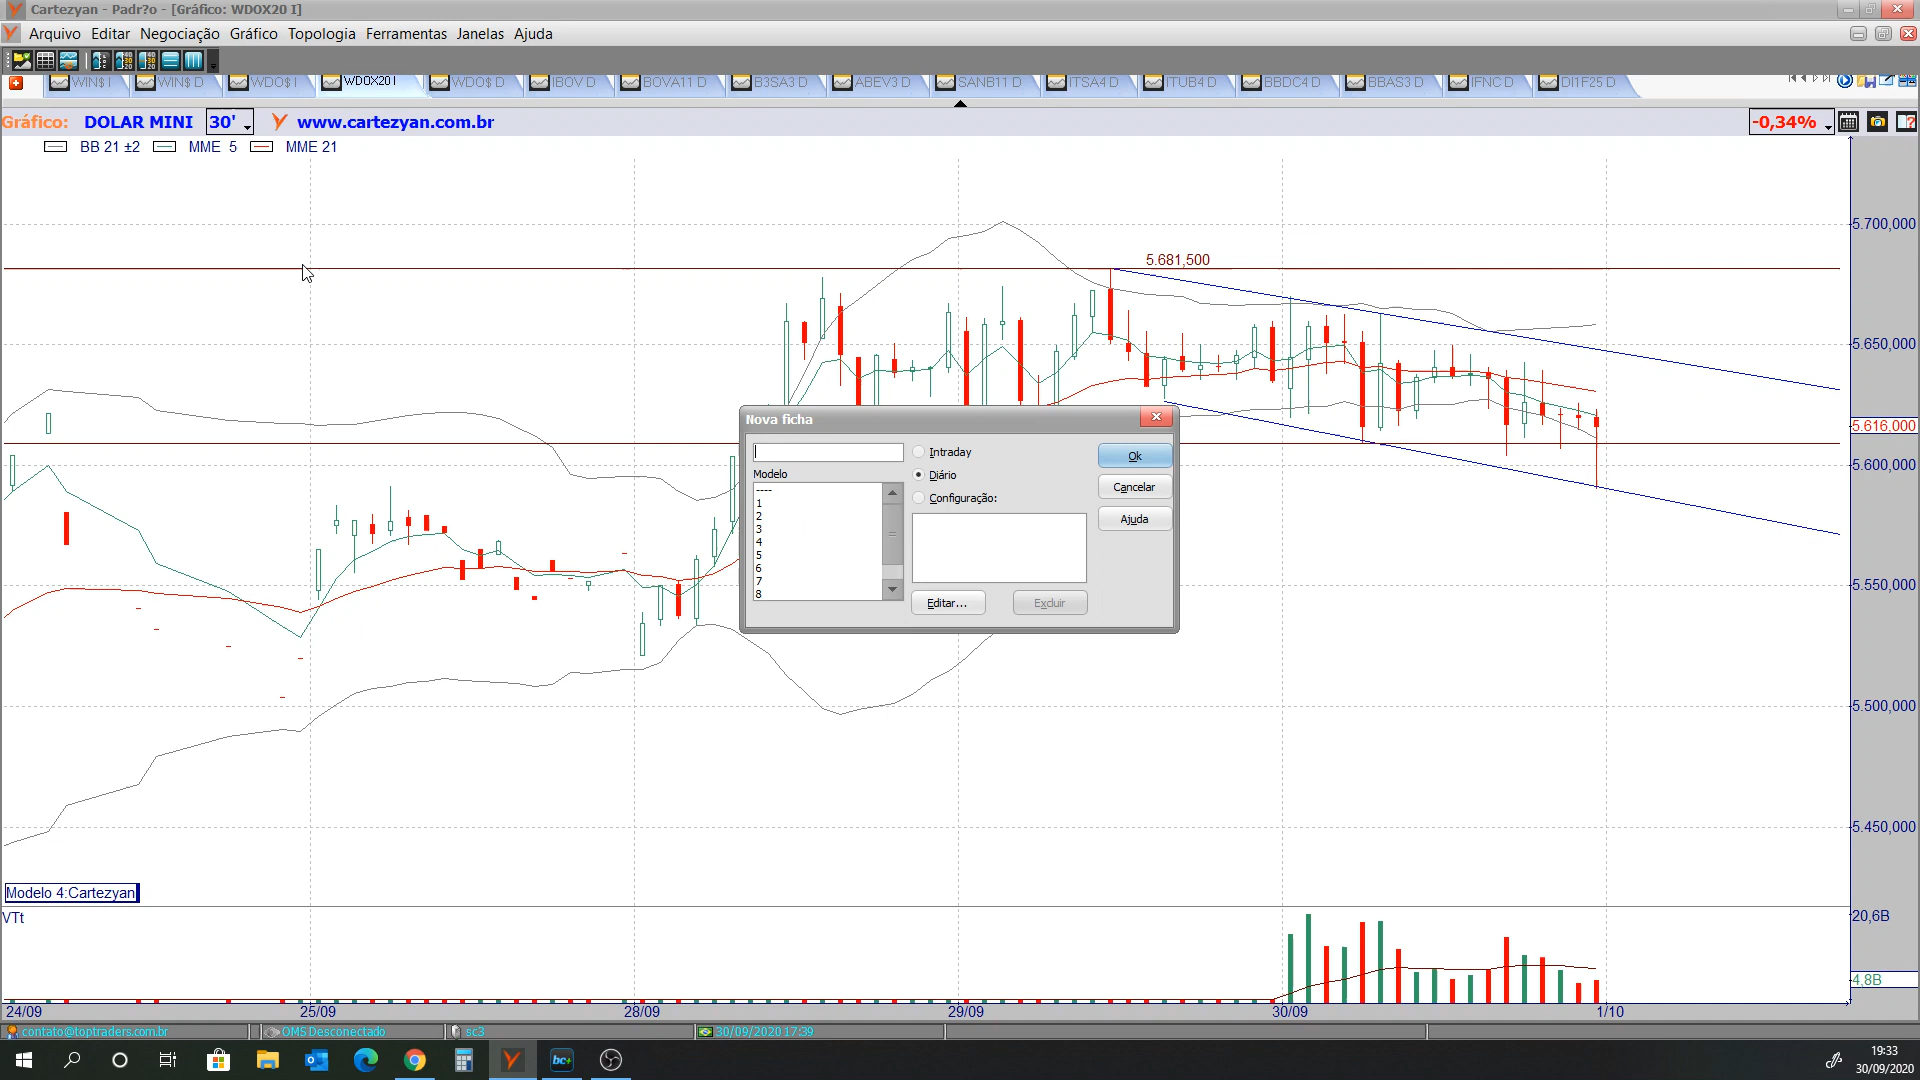 Cartezyan - Padr?o - [Gráfico: WDOX20 I]
Arquivo Editar Negociação Gráfico Topologia Ferramentas Janelas Ajuda
WIN$ I WIN$ D WDO$ I WDOX20 I WDO$ D IBOV D BOVA11 D B3SA3 D ABEV3 D SANB11 D ITSA4 D ITUB4 D BBDC4 D BBAS3 D IFNC D DI1F25 D
Gráfico: DOLAR MINI 30' www.cartezyan.com.br -0,34%
BB 21 ±2 MME 5 MME 21
5.700,000
5.681,500
5.650,000
5.616,000
5.600,000
5.550,000
5.500,000
5.450,000
Nova ficha
Intraday
Ok
Modelo
Diário
Cancelar
----
Configuração:
1
2
Ajuda
3
4
5
6
7
8
Editar...
Excluir
Modelo 4:Cartezyan
VTt
20,6B
4,8B
24/09 25/09 28/09 29/09 30/09 1/10
contato@toptraders.com.br OMS Desconectado sc3 30/09/2020 17:39
bc+
19:33
30/09/2020